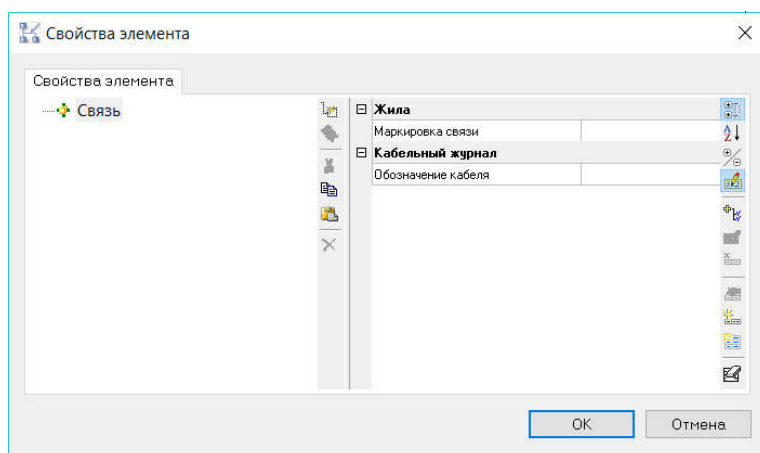 Свойства элемента
Свойства элемента
Связь
Жила
Маркировка связи
Кабельный журнал
Обозначение кабеля
OK
Отмена